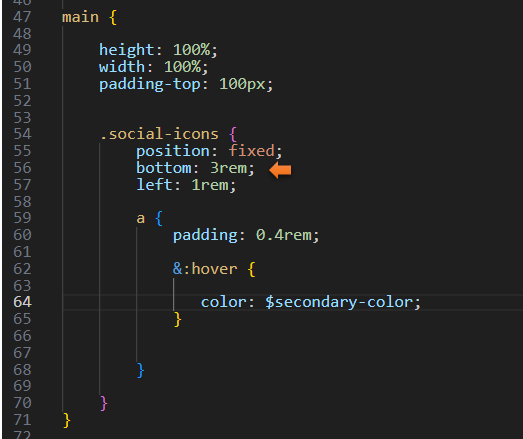 46
47 main {
48
49 height: 100%;
50 width: 100%;
51 padding-top: 100px;
52
53
54 .social-icons {
55 position: fixed;
56 bottom: 3rem;
57 left: 1rem;
58
59 a {
60 padding: 0.4rem;
61
62 &:hover {
63
64 color: $secondary-color;
65 }
66
67
68 }
69
70 }
71 }
72